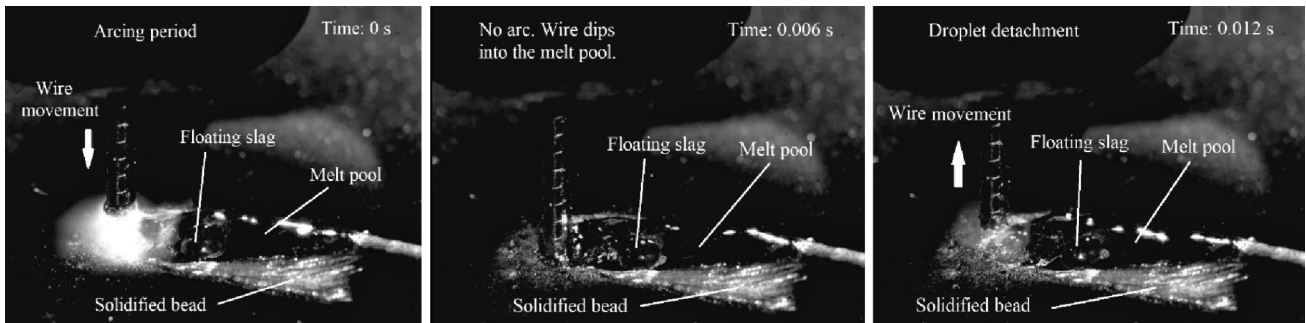 Arcing period
Time: 0 s
Wire
movement
Floating slag
Melt pool
Solidified bead
No arc. Wire dips
into the melt pool.
Time: 0.006 s
Floating slag
Melt pool
Solidified bead
Droplet detachment
Time: 0.012 s
Wire movement
Floating slag
Melt pool
Solidified bead